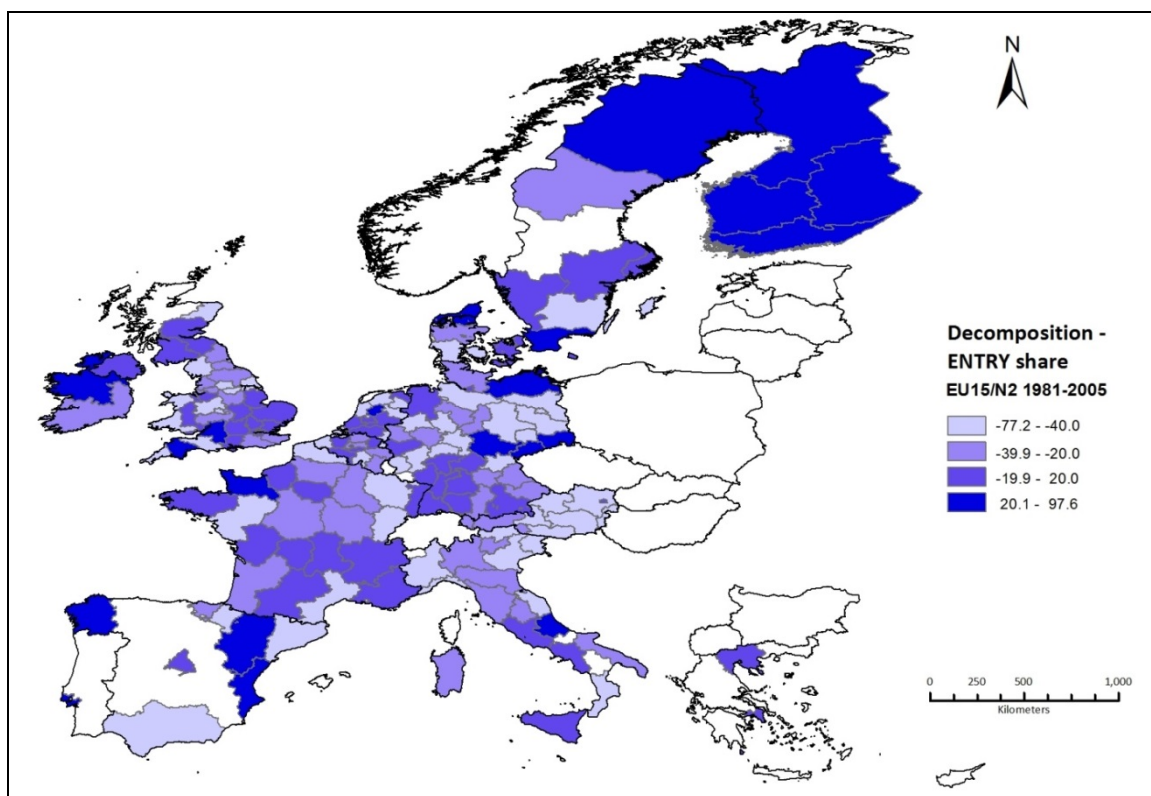 N
Decomposition -
ENTRY share
EU15/N2 1981-2005
-77.2 - -40.0
-39.9 - -20.0
-19.9 - 20.0
20.1 - 97.6
0 250 500 1,000
Kilometers